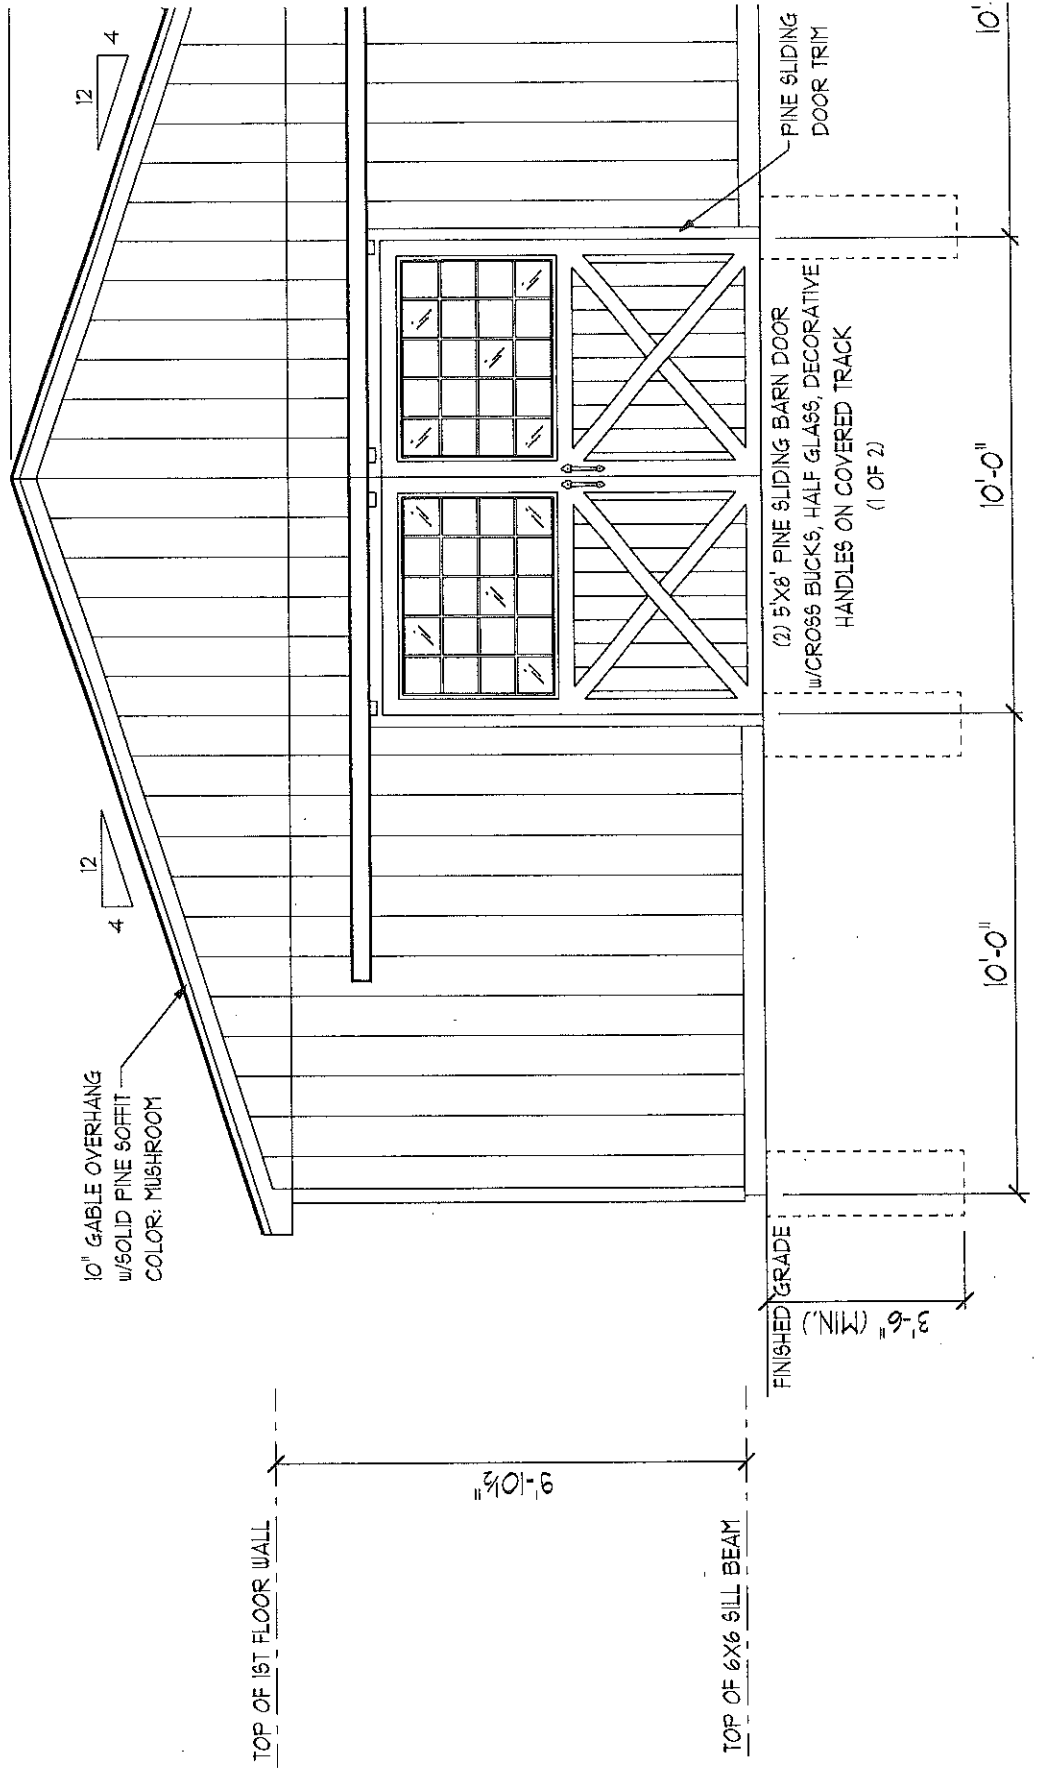 10" GABLE OVERHANG
w/SOLID PINE SOFFIT
COLOR: MUSHROOM
12
4
12
4
PINE SLIDING
DOOR TRIM
TOP OF 1ST FLOOR WALL
9'-10½"
TOP OF 6X6 SILL BEAM
FINISHED GRADE
3'-6" (MIN.)
(2) 5'X8' PINE SLIDING BARN DOOR
w/CROSS BUCKS, HALF GLASS, DECORATIVE
HANDLES ON COVERED TRACK
(1 OF 2)
10'-0"
10'-0"
10'-